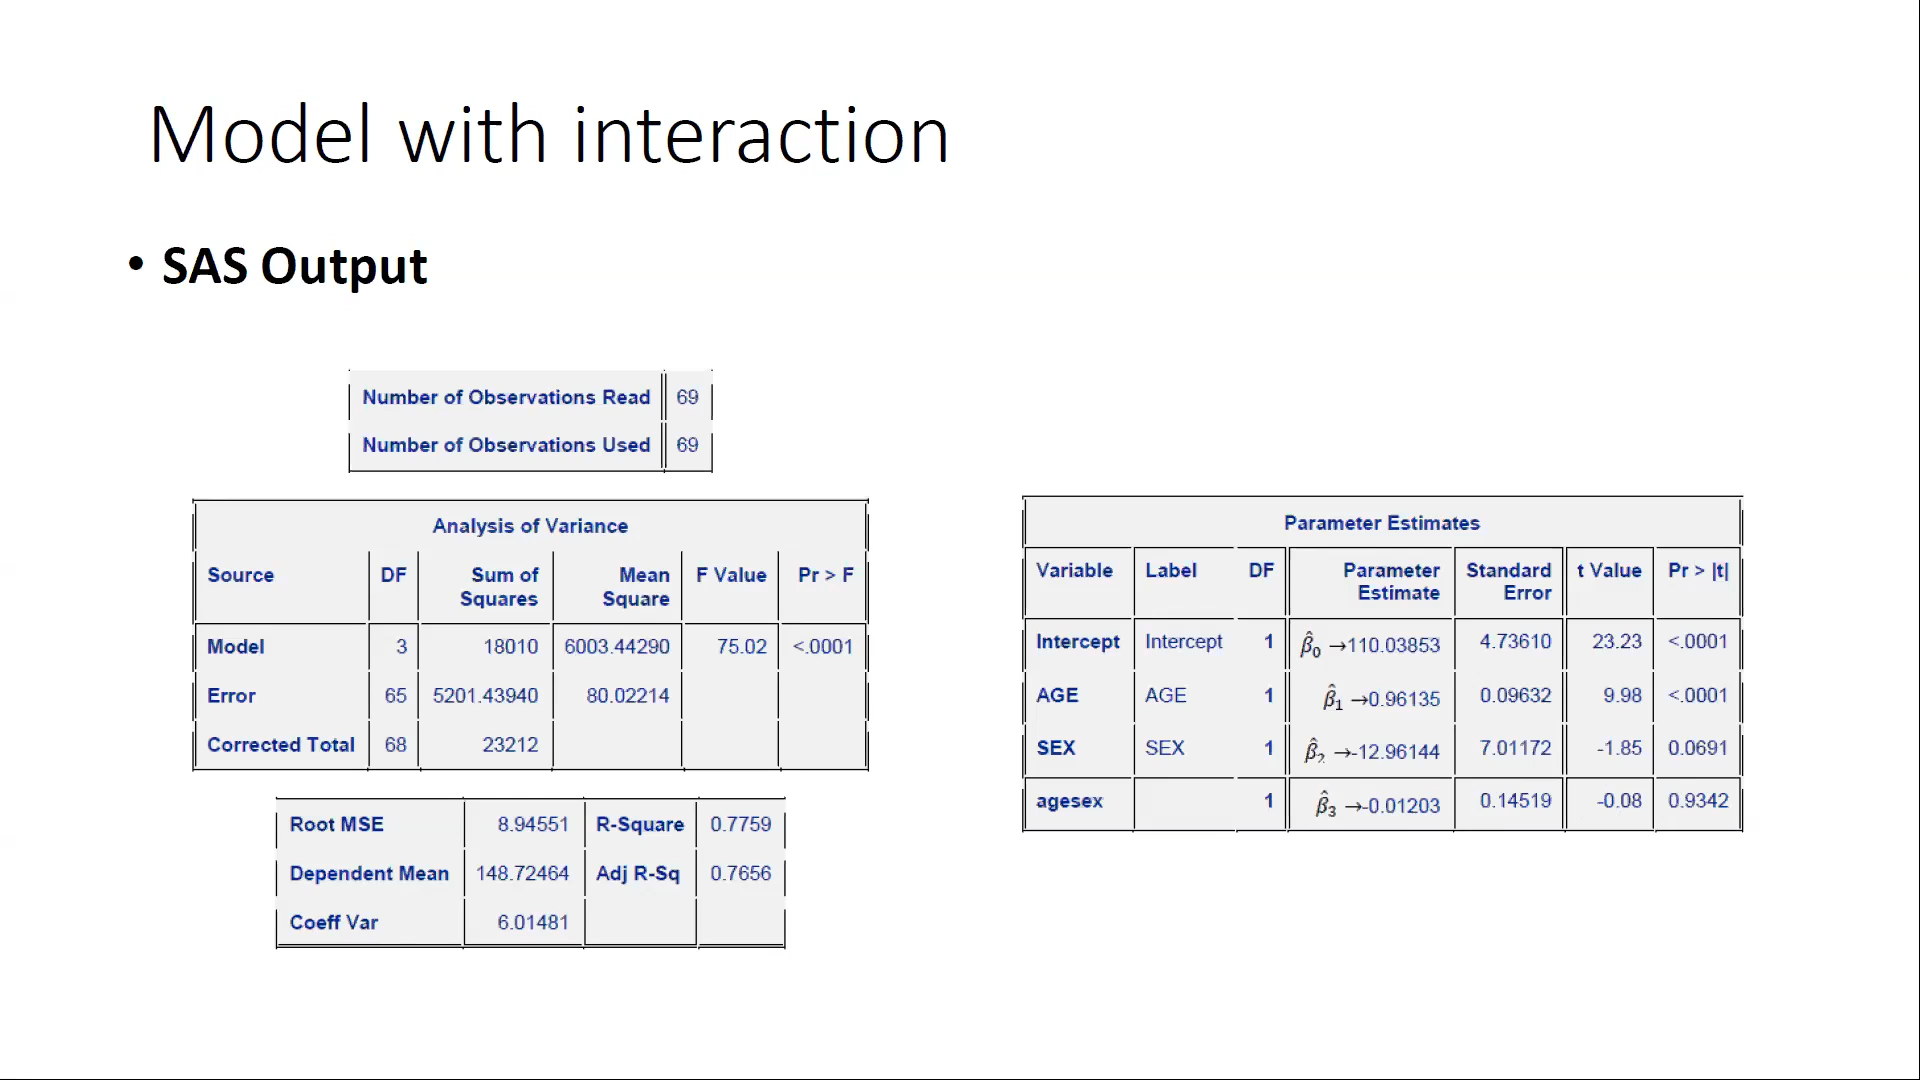 Model with interaction
• SAS Output
Number of Observations Read 69
Number of Observations Used 69
Analysis of Variance
Source DF Sum of Squares Mean Square F Value Pr > F
Model 3 18010 6003.44290 75.02 <.0001
Error 65 5201.43940 80.02214
Corrected Total 68 23212
Root MSE 8.94551 R-Square 0.7759
Dependent Mean 148.72464 Adj R-Sq 0.7656
Coeff Var 6.01481
Parameter Estimates
Variable Label DF Parameter Estimate Standard Error t Value Pr > |t|
Intercept Intercept 1 β̂₀ →110.03853 4.73610 23.23 <.0001
AGE AGE 1 β̂₁ →0.96135 0.09632 9.98 <.0001
SEX SEX 1 β̂₂ →-12.96144 7.01172 -1.85 0.0691
agesex 1 β̂₃ →-0.01203 0.14519 -0.08 0.9342